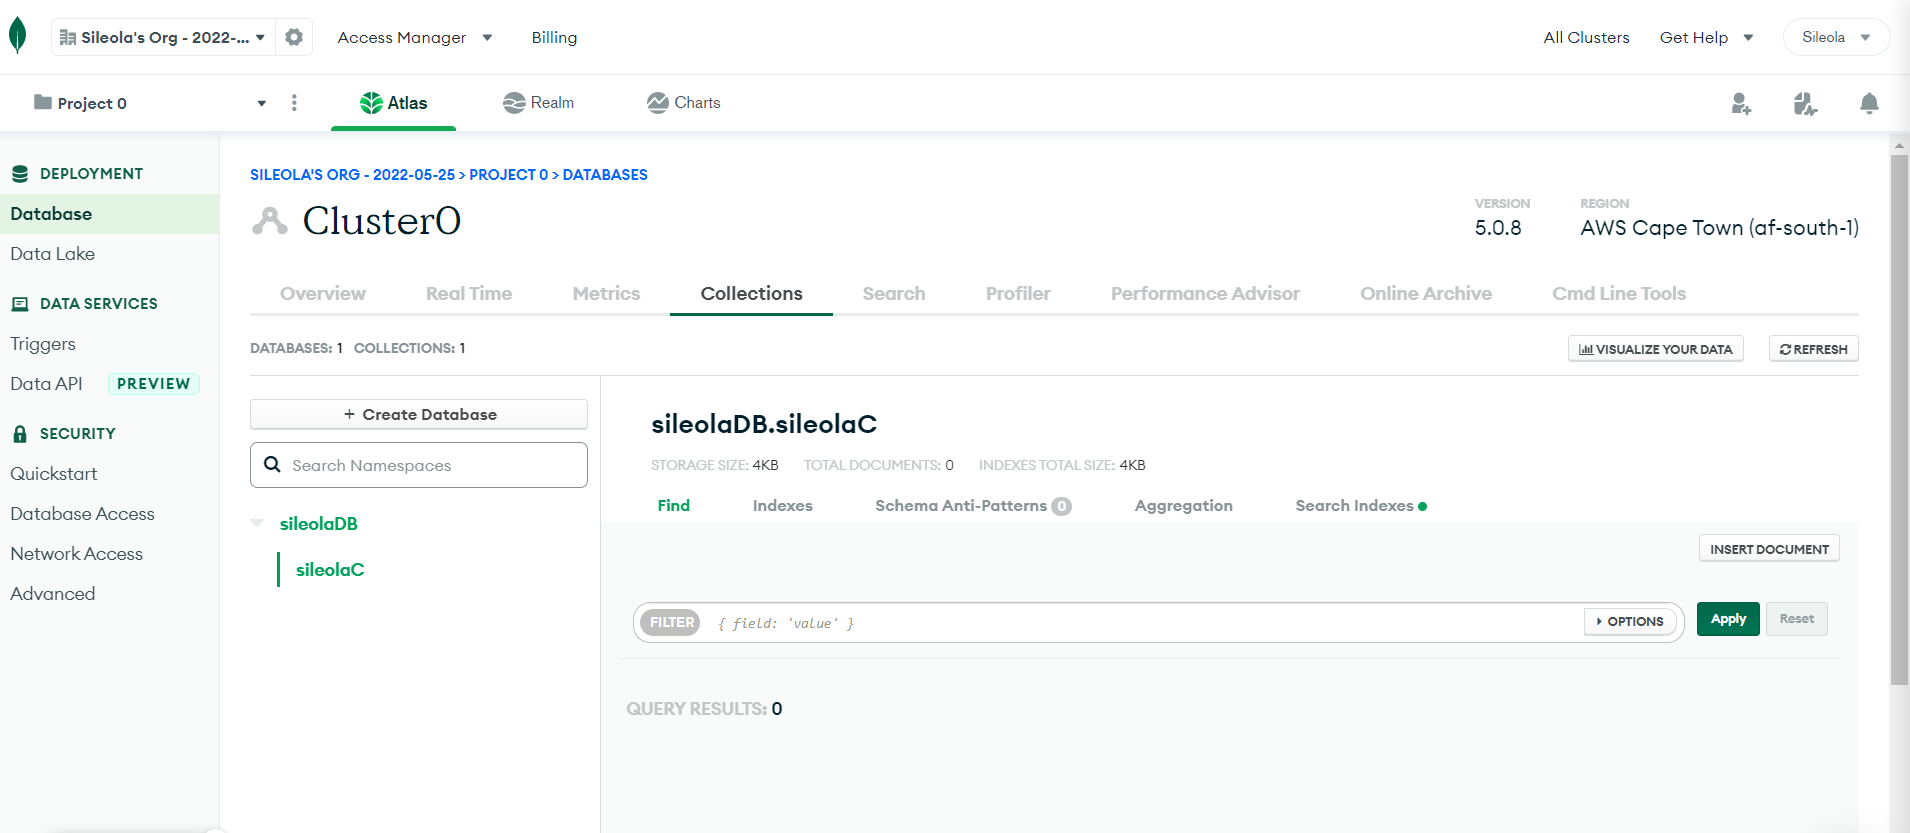 Sileola's Org - 2022-... Access Manager Billing All Clusters Get Help Sileola
Project 0 Atlas Realm Charts
DEPLOYMENT
Database
Data Lake
DATA SERVICES
Triggers
Data API PREVIEW
SECURITY
Quickstart
Database Access
Network Access
Advanced
SILEOLA'S ORG - 2022-05-25 > PROJECT 0 > DATABASES
Cluster0
VERSION
5.0.8
REGION
AWS Cape Town (af-south-1)
Overview Real Time Metrics Collections Search Profiler Performance Advisor Online Archive Cmd Line Tools
DATABASES: 1 COLLECTIONS: 1
VISUALIZE YOUR DATA REFRESH
+ Create Database
Search Namespaces
sileolaDB
sileolaC
sileolaDB.sileolaC
STORAGE SIZE: 4KB TOTAL DOCUMENTS: 0 INDEXES TOTAL SIZE: 4KB
Find Indexes Schema Anti-Patterns 0 Aggregation Search Indexes
INSERT DOCUMENT
FILTER { field: 'value' } OPTIONS Apply Reset
QUERY RESULTS: 0